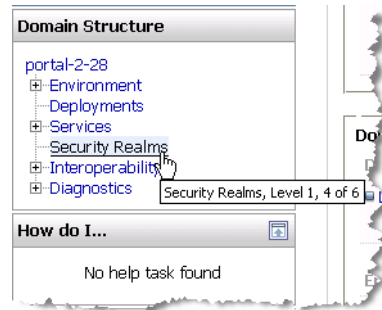 Domain Structure
portal-2-28
Environment
Deployments
Services
Security Realms
Interoperability
Diagnostics
Security Realms, Level 1, 4 of 6
How do I...
No help task found